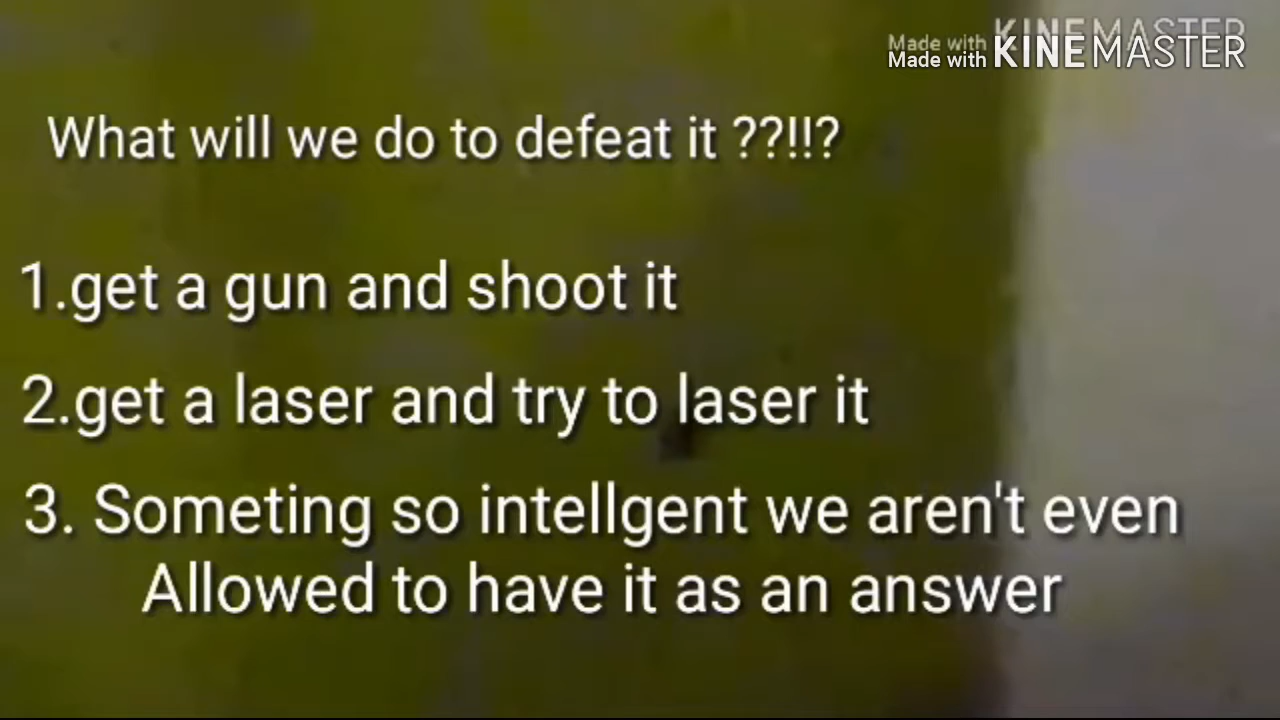 Made with KINEMASTER
Made with KINEMASTER
What will we do to defeat it ??!!?
1.get a gun and shoot it
2.get a laser and try to laser it
3. Someting so intellgent we aren't even
Allowed to have it as an answer